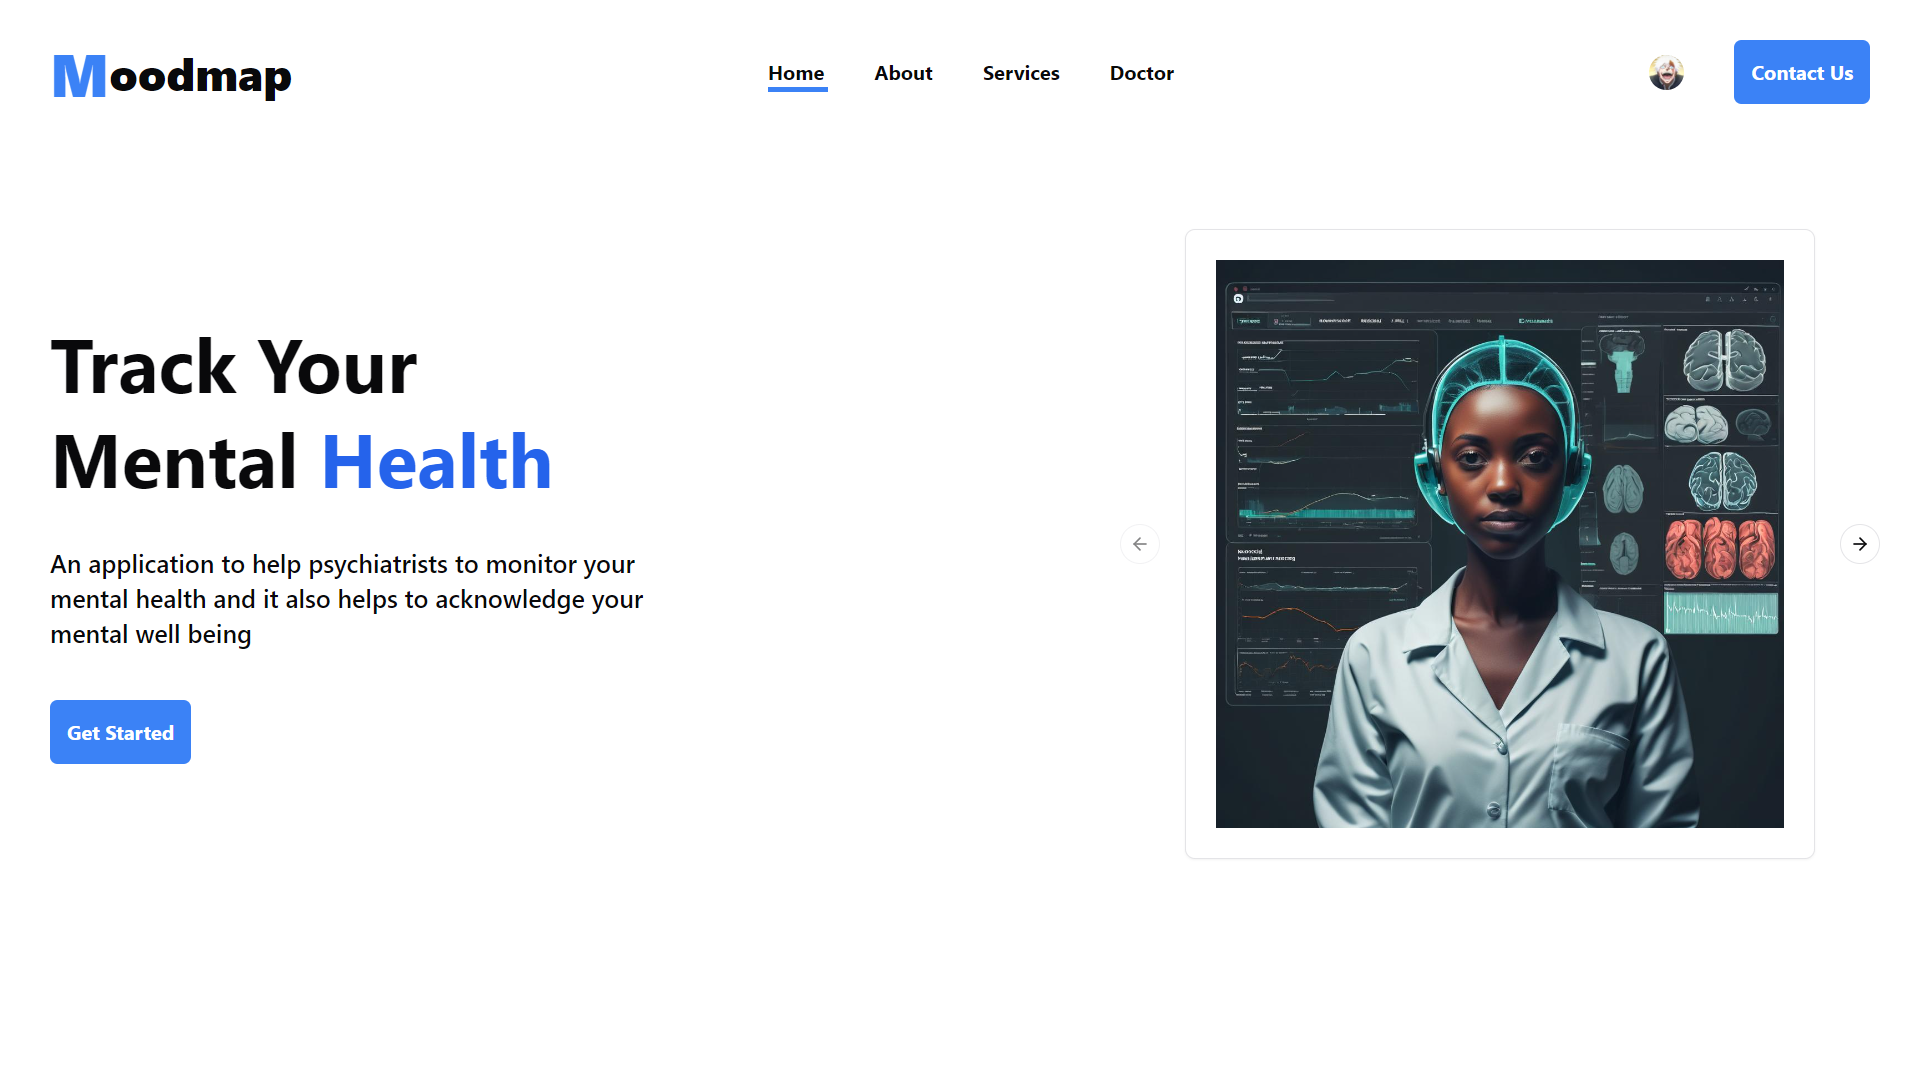 Moodmap
Home About Services Doctor
Contact Us
Track Your
Mental Health
An application to help psychiatrists to monitor your
mental health and it also helps to acknowledge your
mental well being
Get Started